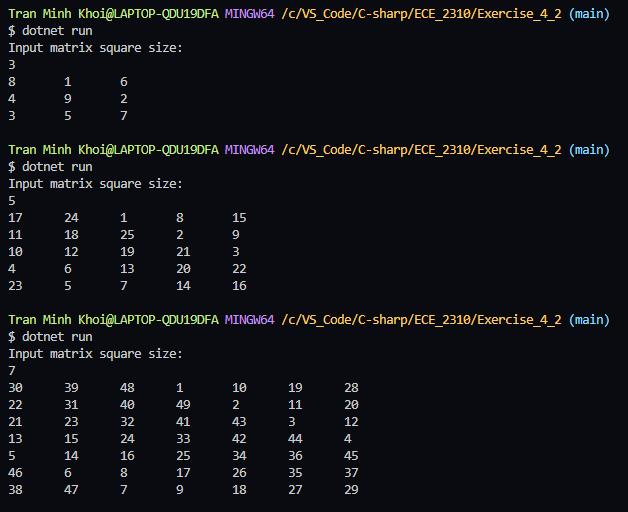 Tran Minh Khoi@LAPTOP-QDU19DFA MINGW64 /c/VS_Code/C-sharp/ECE_2310/Exercise_4_2 (main)
$ dotnet run
Input matrix square size:
3
8 1 6
4 9 2
3 5 7
Tran Minh Khoi@LAPTOP-QDU19DFA MINGW64 /c/VS_Code/C-sharp/ECE_2310/Exercise_4_2 (main)
$ dotnet run
Input matrix square size:
5
17 24 1 8 15
11 18 25 2 9
10 12 19 21 3
4 6 13 20 22
23 5 7 14 16
Tran Minh Khoi@LAPTOP-QDU19DFA MINGW64 /c/VS_Code/C-sharp/ECE_2310/Exercise_4_2 (main)
$ dotnet run
Input matrix square size:
7
30 39 48 1 10 19 28
22 31 40 49 2 11 20
21 23 32 41 43 3 12
13 15 24 33 42 44 4
5 14 16 25 34 36 45
46 6 8 17 26 35 37
38 47 7 9 18 27 29